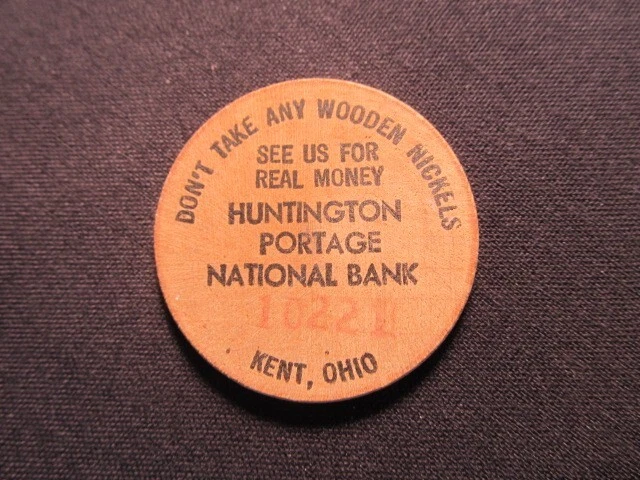 DON'T TAKE ANY WOODEN NICKELS
SEE US FOR
REAL MONEY
HUNTINGTON
PORTAGE
NATIONAL BANK
KENT, OHIO